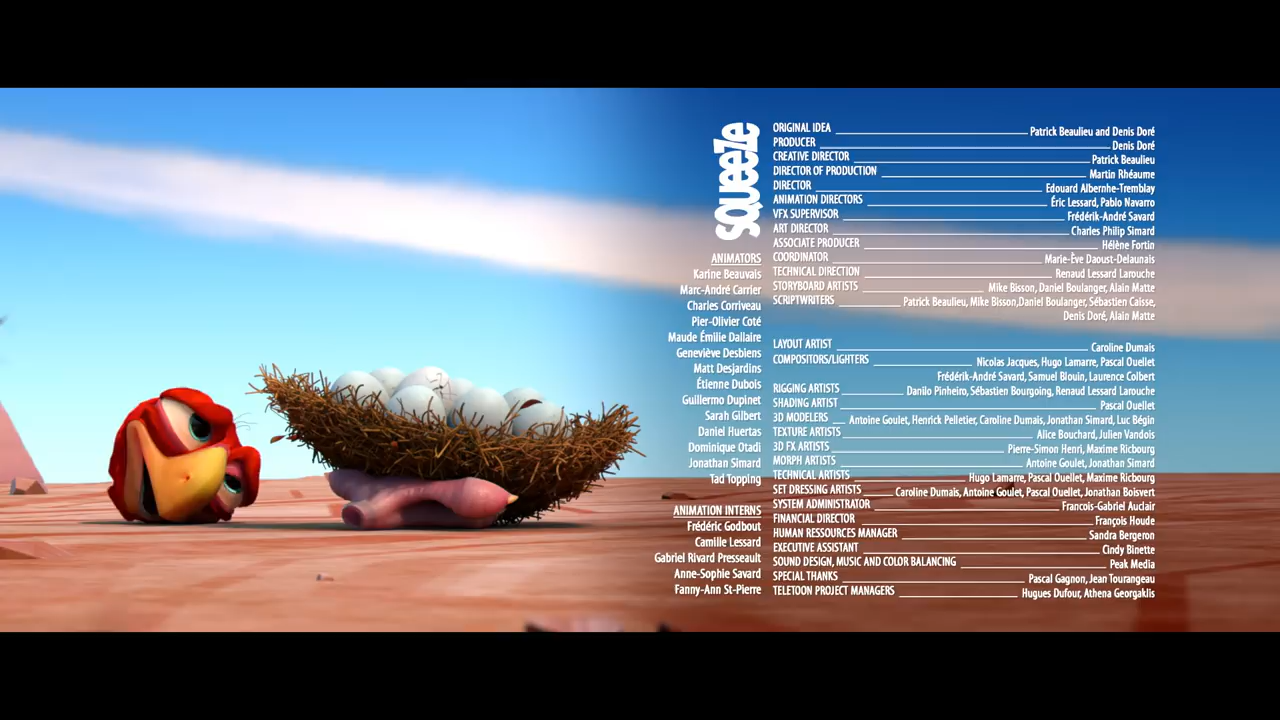 squeeze
ORIGINAL IDEA Patrick Beaulieu and Denis Doré
PRODUCER Denis Doré
CREATIVE DIRECTOR Patrick Beaulieu
DIRECTOR OF PRODUCTION Martin Rhéaume
DIRECTOR Edouard Albernhe-Tremblay
ANIMATION DIRECTORS Éric Lessard, Pablo Navarro
VFX SUPERVISOR Frédérik-André Savard
ART DIRECTOR Charles Philip Simard
ASSOCIATE PRODUCER Hélène Fortin
COORDINATOR Marie-Ève Daoust-Delaunais
TECHNICAL DIRECTION Renaud Lessard Larouche
STORYBOARD ARTISTS Mike Bisson, Daniel Boulanger, Alain Matte
SCRIPTWRITERS Patrick Beaulieu, Mike Bisson,Daniel Boulanger, Sébastien Caisse,
Denis Doré, Alain Matte
LAYOUT ARTIST Caroline Dumais
COMPOSITORS/LIGHTERS Nicolas Jacques, Hugo Lamarre, Pascal Ouellet
Frédérik-André Savard, Samuel Blouin, Laurence Colbert
RIGGING ARTISTS Danilo Pinheiro, Sébastien Bourgoing, Renaud Lessard Larouche
SHADING ARTIST Pascal Ouellet
3D MODELERS Antoine Goulet, Henrick Pelletier, Caroline Dumais, Jonathan Simard, Luc Bégin
TEXTURE ARTISTS Alice Bouchard, Julien Vandois
3D FX ARTISTS Pierre-Simon Henri, Maxime Ricbourg
MORPH ARTISTS Antoine Goulet, Jonathan Simard
TECHNICAL ARTISTS Hugo Lamarre, Pascal Ouellet, Maxime Ricbourg
SET DRESSING ARTISTS Caroline Dumais, Antoine Goulet, Pascal Ouellet, Jonathan Boisvert
SYSTEM ADMINISTRATOR Francois-Gabriel Auclair
FINANCIAL DIRECTOR François Houde
HUMAN RESSOURCES MANAGER Sandra Bergeron
EXECUTIVE ASSISTANT Cindy Binette
SOUND DESIGN, MUSIC AND COLOR BALANCING Peak Media
SPECIAL THANKS Pascal Gagnon, Jean Tourangeau
TELETOON PROJECT MANAGERS Hugues Dufour, Athena Georgaklis
ANIMATORS
Karine Beauvais
Marc-André Carrier
Charles Corriveau
Pier-Olivier Coté
Maude Émilie Dallaire
Geneviève Desbiens
Matt Desjardins
Étienne Dubois
Guillermo Dupinet
Sarah Gilbert
Daniel Huertas
Dominique Otadi
Jonathan Simard
Tad Topping
ANIMATION INTERNS
Frédéric Godbout
Camille Lessard
Gabriel Rivard Presseault
Anne-Sophie Savard
Fanny-Ann St-Pierre